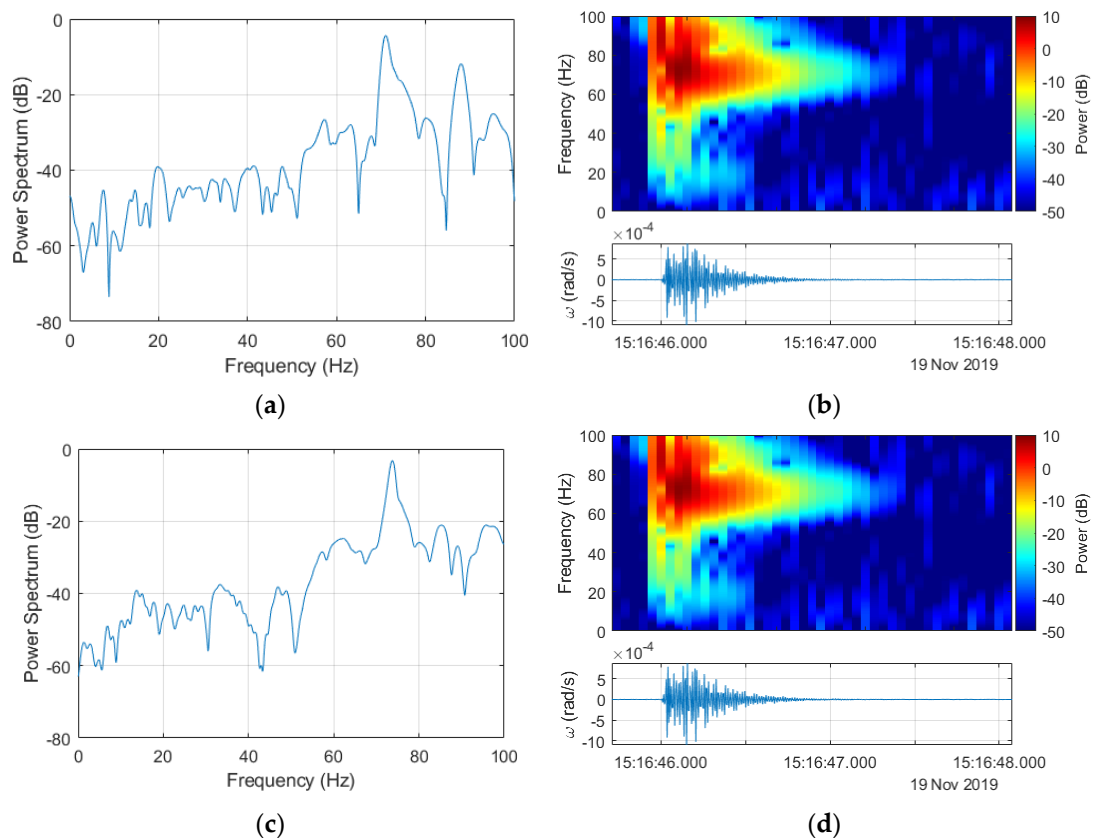 0
-20
-40
-60
-80
Power Spectrum (dB)
0 20 40 60 80 100
Frequency (Hz)
(a)
100
80
60
40
20
0
Frequency (Hz)
10
0
-10
-20
-30
-40
-50
Power (dB)
×10-4
5
0
-5
-10
ω (rad/s)
15:16:46.000 15:16:47.000 15:16:48.000
19 Nov 2019
(b)
0
-20
-40
-60
-80
Power Spectrum (dB)
0 20 40 60 80 100
Frequency (Hz)
(c)
100
80
60
40
20
0
Frequency (Hz)
10
0
-10
-20
-30
-40
-50
Power (dB)
×10-4
5
0
-5
-10
ω (rad/s)
15:16:46.000 15:16:47.000 15:16:48.000
19 Nov 2019
(d)